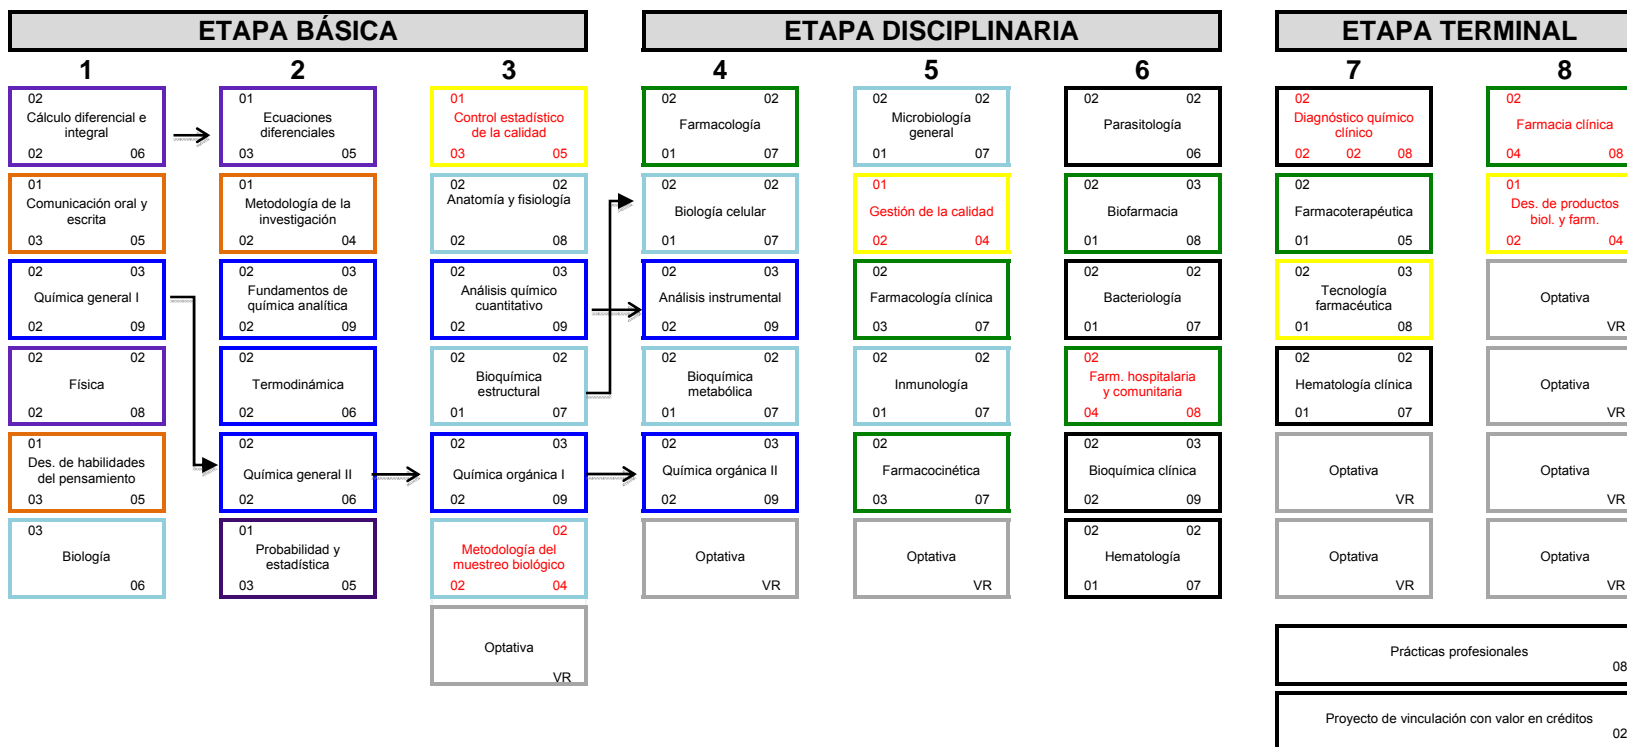 ETAPA BÁSICA
ETAPA DISCIPLINARIA
ETAPA TERMINAL
1
2
3
4
5
6
7
8
02
Cálculo diferencial e
integral
02 06
01
Comunicación oral y
escrita
03 05
02 03
Química general I
02 09
02 02
Física
02 08
01
Des. de habilidades
del pensamiento
03 05
03
Biología
06
01
Ecuaciones
diferenciales
03 05
01
Metodología de la
investigación
02 04
02 03
Fundamentos de
química analítica
02 09
02
Termodinámica
02 06
02
Química general II
02 06
01
Probabilidad y
estadística
03 05
01
Control estadístico
de la calidad
03 05
02 02
Anatomía y fisiología
02 08
02 03
Análisis químico
cuantitativo
02 09
02 02
Bioquímica
estructural
01 07
02 03
Química orgánica I
02 09
02
Metodología del
muestreo biológico
02 04
Optativa
VR
02 02
Farmacología
01 07
02 02
Biología celular
01 07
02 03
Análisis instrumental
02 09
02 02
Bioquímica
metabólica
01 07
02 03
Química orgánica II
02 09
Optativa
VR
02 02
Microbiología
general
01 07
01
Gestión de la calidad
02 04
02
Farmacología clínica
03 07
02 02
Inmunología
01 07
02
Farmacocinética
03 07
Optativa
VR
02 02
Parasitología
06
02 03
Biofarmacia
01 08
02 02
Bacteriología
01 07
02
Farm. hospitalaria
y comunitaria
04 08
02 03
Bioquímica clínica
02 09
02 02
Hematología
01 07
02
Diagnóstico químico
clínico
02 02 08
02
Farmacoterapéutica
01 05
02 03
Tecnología
farmacéutica
01 08
02 02
Hematología clínica
01 07
Optativa
VR
Optativa
VR
02
Farmacia clínica
04 08
01
Des. de productos
biol. y farm.
02 04
Optativa
VR
Optativa
VR
Optativa
VR
Optativa
VR
Prácticas profesionales
08
Proyecto de vinculación con valor en créditos
02